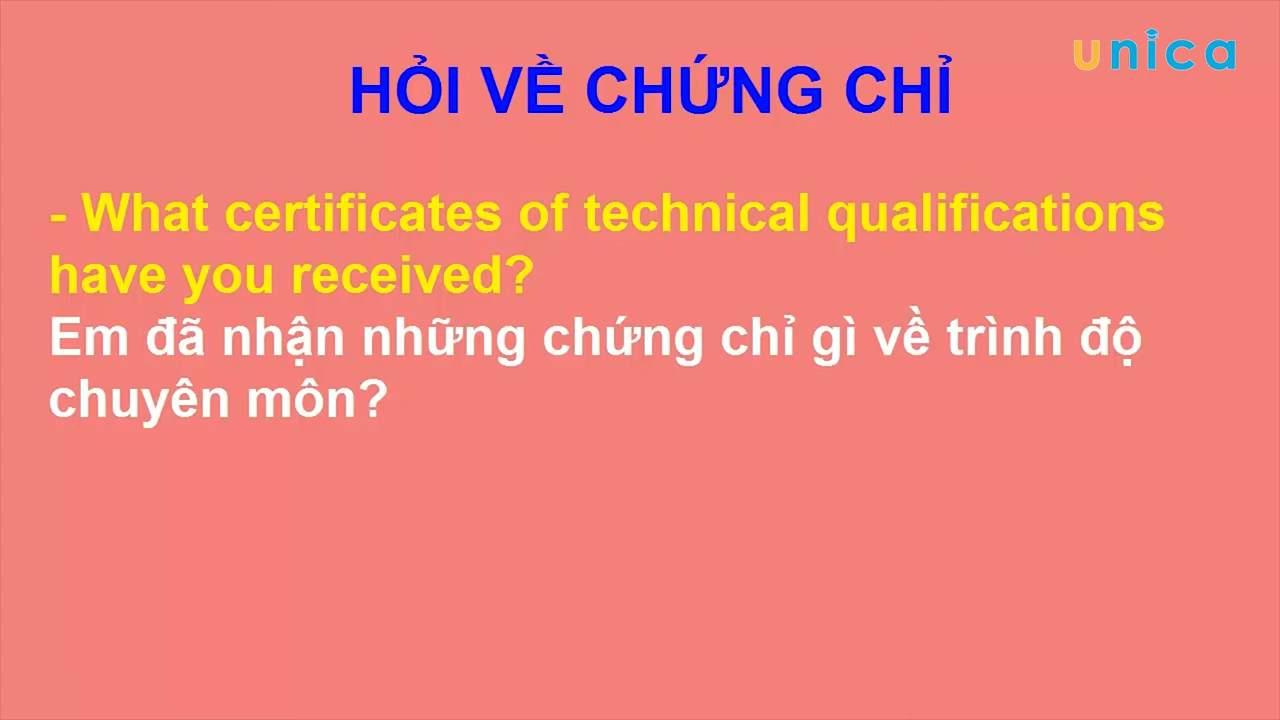 unica
HỎI VỀ CHỨNG CHỈ
- What certificates of technical qualifications
have you received?
Em đã nhận những chứng chỉ gì về trình độ
chuyên môn?